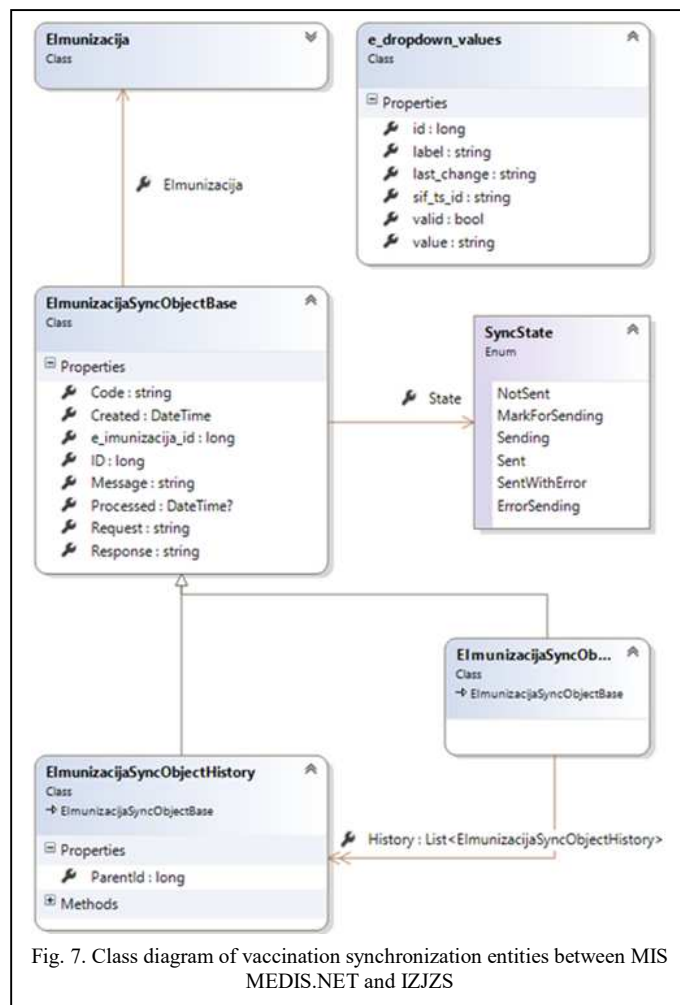 EImunizacija
Class
e_dropdown_values
Class
Properties
id : long
label : string
last_change : string
sif_ts_id : string
valid : bool
value : string
EImunizacija
EImunizacijaSyncObjectBase
Class
Properties
Code : string
Created : DateTime
e_imunizacija_id : long
ID : long
Message : string
Processed : DateTime?
Request : string
Response : string
State
SyncState
Enum
NotSent
MarkForSending
Sending
Sent
SentWithError
ErrorSending
EImunizacijaSyncOb...
Class
EImunizacijaSyncObjectBase
EImunizacijaSyncObjectHistory
Class
EImunizacijaSyncObjectBase
Properties
ParentId : long
Methods
History : List<EImunizacijaSyncObjectHistory>
Fig. 7. Class diagram of vaccination synchronization entities between MIS
MEDIS.NET and IZJZS